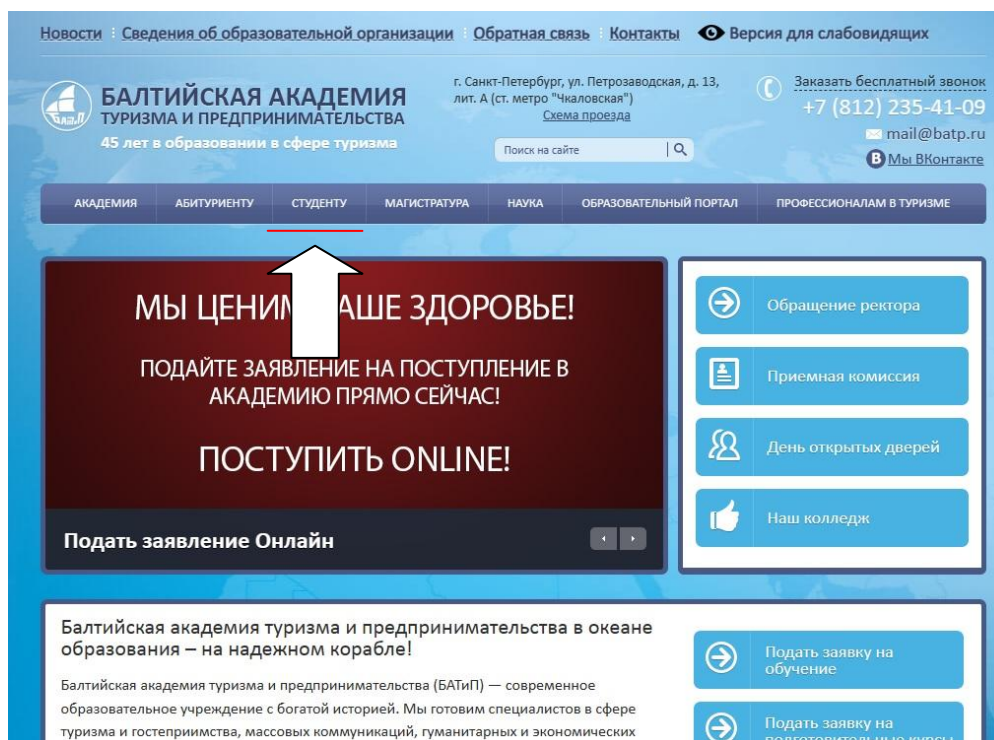 Новости Сведения об образовательной организации Обратная связь Контакты Версия для слабовидящих
БАЛТИЙСКАЯ АКАДЕМИЯ
ТУРИЗМА И ПРЕДПРИНИМАТЕЛЬСТВА
45 лет в образовании в сфере туризма
БАТиП
г. Санкт-Петербург, ул. Петрозаводская, д. 13,
лит. А (ст. метро "Чкаловская")
Схема проезда
Поиск на сайте
Заказать бесплатный звонок
+7 (812) 235-41-09
mail@batp.ru
В Мы ВКонтакте
АКАДЕМИЯ АБИТУРИЕНТУ СТУДЕНТУ МАГИСТРАТУРА НАУКА ОБРАЗОВАТЕЛЬНЫЙ ПОРТАЛ ПРОФЕССИОНАЛАМ В ТУРИЗМЕ
МЫ ЗДОРОВЬЕ!
ПОДАЙТЕ ЗАЯВЛЕНИЕ НА ПОСТУПЛЕНИЕ В
АКАДЕМИЮ ПРЯМО СЕЙЧАС!
ПОСТУПИТЬ ONLINE!
Подать заявление Онлайн
Обращение ректора
Приемная комиссия
День открытых дверей
Наш колледж
Балтийская академия туризма и предпринимательства в океане
образования – на надежном корабле!
Балтийская академия туризма и предпринимательства (БАТиП) — современное
образовательное учреждение с богатой историей. Мы готовим специалистов в сфере
туризма и гостеприимства, массовых коммуникаций, гуманитарных и экономических
Подать заявку на
обучение
Подать заявку на
подготовительные курсы